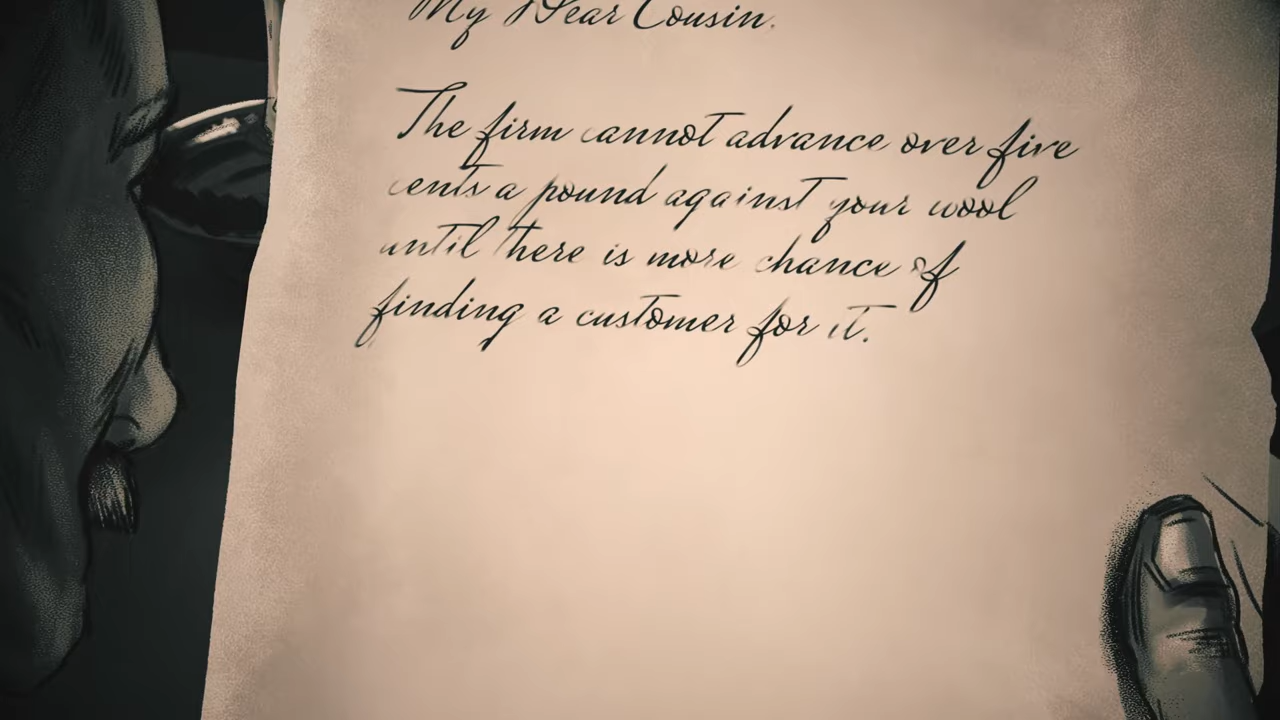 My Dear Cousin.
The firm cannot advance over five
cents a pound against your wool
until there is more chance of
finding a customer for it.